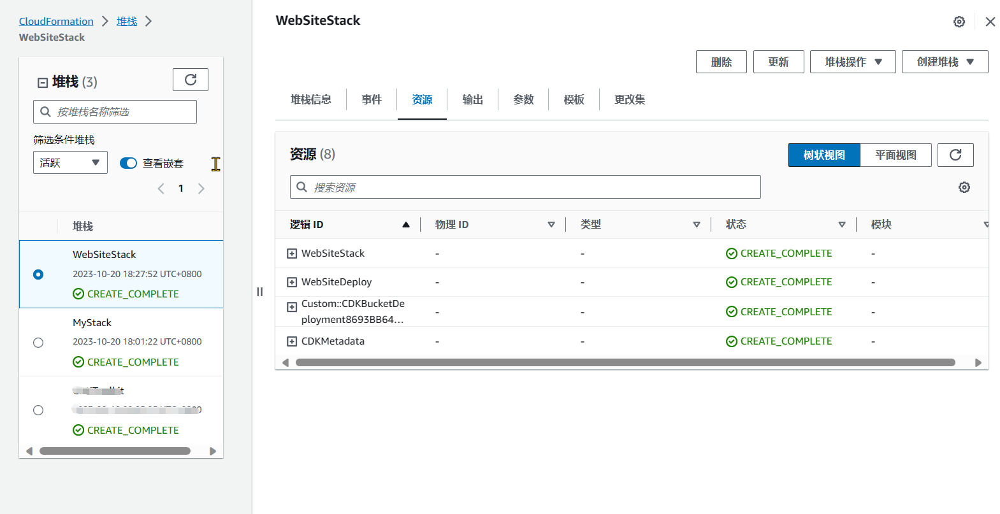 CloudFormation
堆栈
WebSiteStack
堆栈 (3)
按堆栈名称筛选
筛选条件堆栈
活跃
查看嵌套
1
堆栈
WebSiteStack
2023-10-20 18:27:52 UTC+0800
CREATE_COMPLETE
MyStack
2023-10-20 18:01:22 UTC+0800
CREATE_COMPLETE
CREATE_COMPLETE
WebSiteStack
删除 更新 堆栈操作 创建堆栈
堆栈信息 事件 资源 输出 参数 模板 更改集
资源 (8)
树状视图 平面视图
搜索资源
逻辑 ID 物理 ID 类型 状态 模块
WebSiteStack - - CREATE_COMPLETE -
WebSiteDeploy - - CREATE_COMPLETE -
Custom::CDKBucketDe
ployment8693BB64... - - CREATE_COMPLETE -
CDKMetadata - - CREATE_COMPLETE -